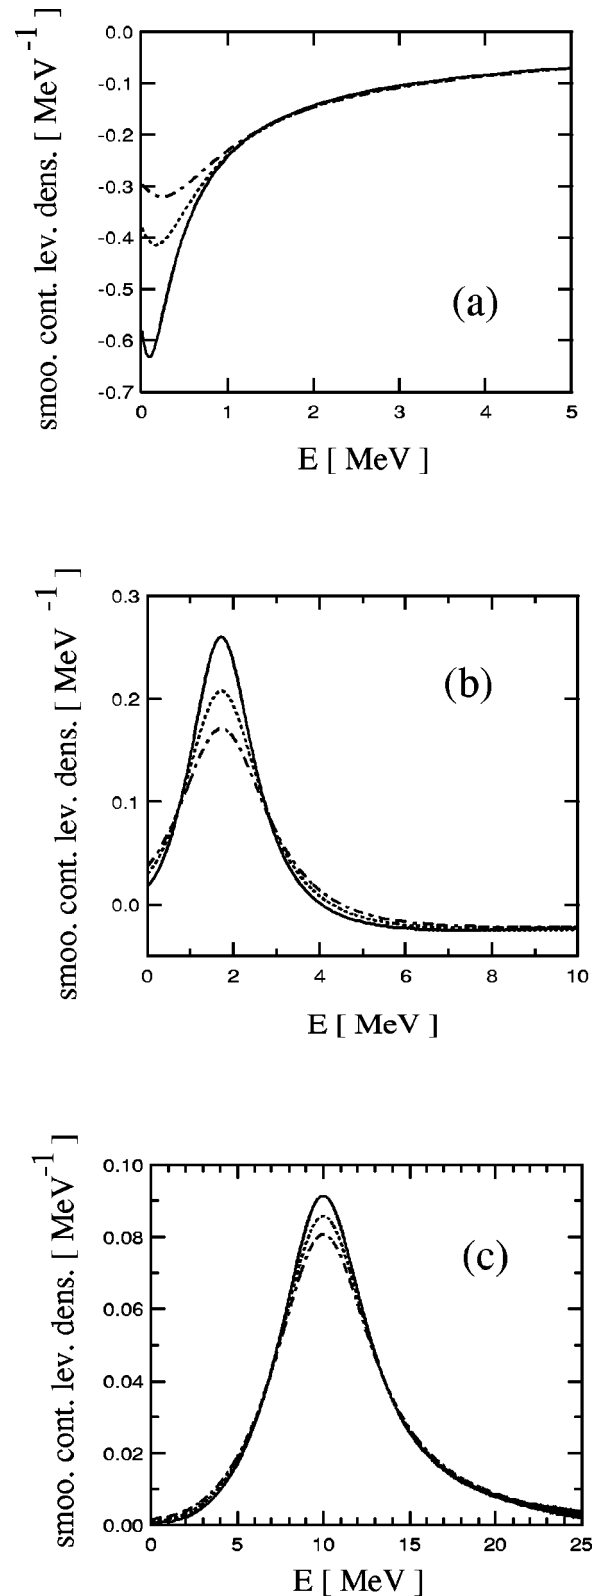 smoo. cont. lev. dens. [ MeV⁻¹ ]
0.0
-0.1
-0.2
-0.3
-0.4
-0.5
-0.6
-0.7
(a)
0 1 2 3 4 5
E [ MeV ]
smoo. cont. lev. dens. [ MeV⁻¹ ]
0.3
0.2
0.1
0.0
(b)
0 2 4 6 8 10
E [ MeV ]
smoo. cont. lev. dens. [ MeV⁻¹ ]
0.10
0.08
0.06
0.04
0.02
0.00
(c)
0 5 10 15 20 25
E [ MeV ]